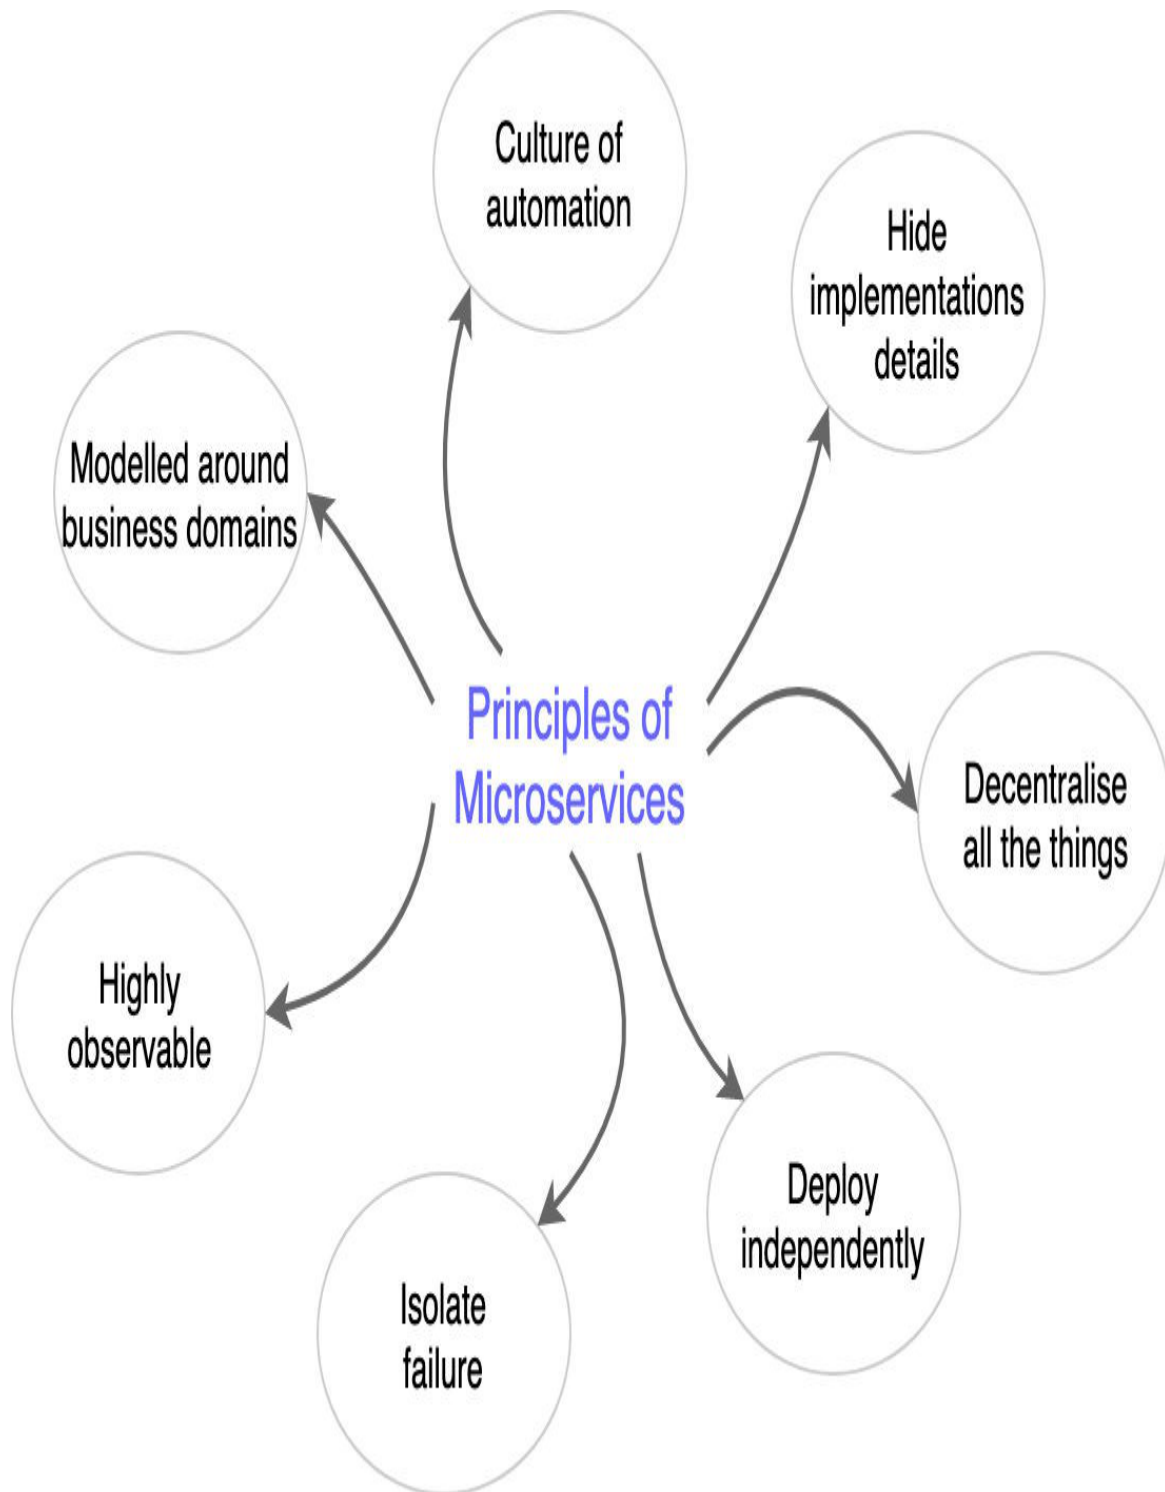 Culture of
automation
Hide
implementations
details
Modelled around
business domains
Principles of
Microservices
Decentralise
all the things
Highly
observable
Deploy
independently
Isolate
failure